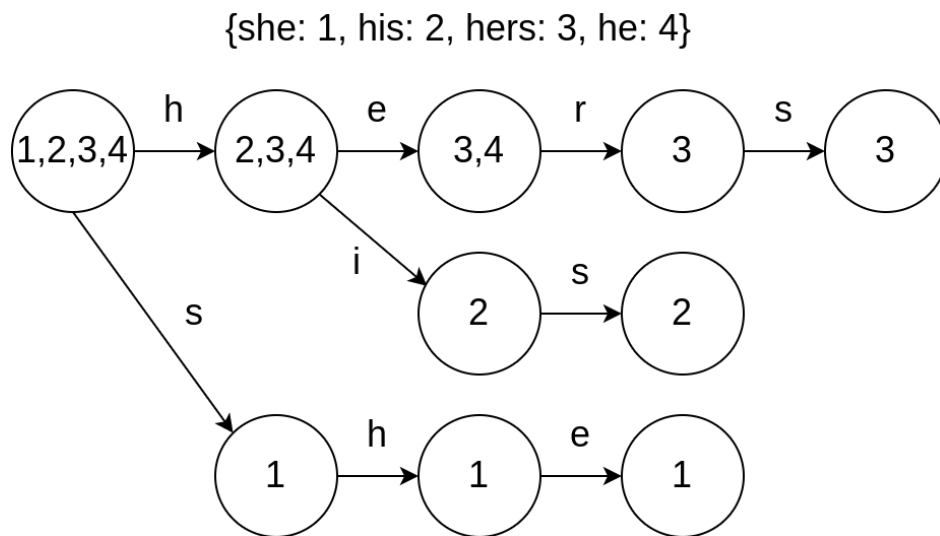 {she: 1, his: 2, hers: 3, he: 4}
h e r s
1,2,3,4 2,3,4 3,4 3 3
i s
2 2
s
h e
1 1 1